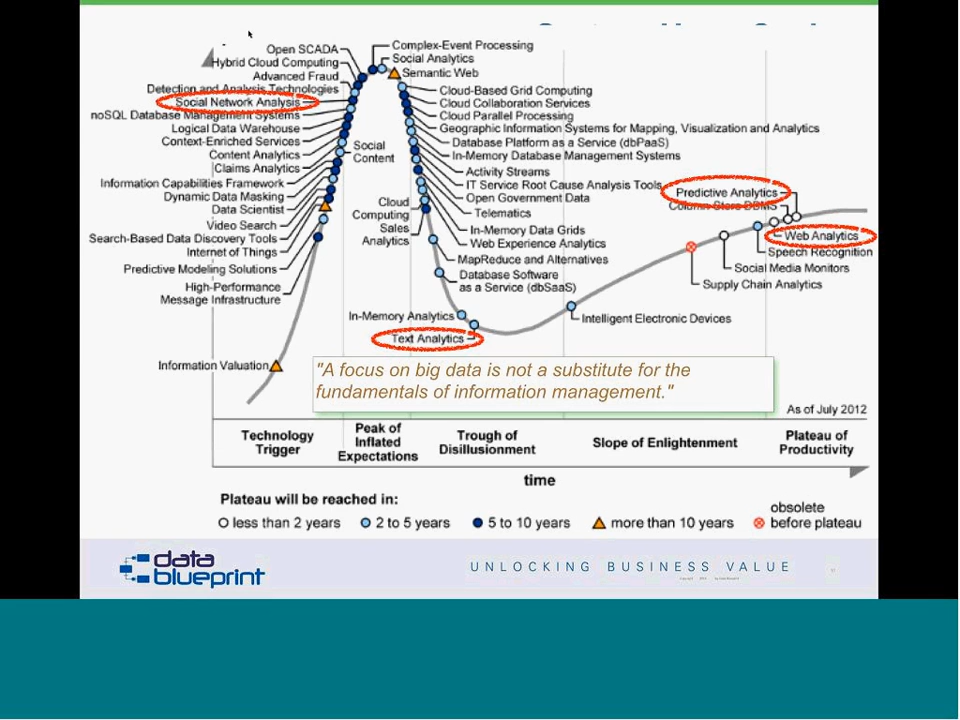 Open SCADA
Hybrid Cloud Computing
Advanced Fraud
Detection and Analysis Technologies
Social Network Analysis
noSQL Database Management Systems
Logical Data Warehouse
Context-Enriched Services
Content Analytics
Claims Analytics
Information Capabilities Framework
Dynamic Data Masking
Data Scientist
Video Search
Search-Based Data Discovery Tools
Internet of Things
Predictive Modeling Solutions
High-Performance
Message Infrastructure
Information Valuation
Complex-Event Processing
Social Analytics
Semantic Web
Social
Content
Cloud
Computing
Sales
Analytics
Cloud-Based Grid Computing
Cloud Collaboration Services
Cloud Parallel Processing
Geographic Information Systems for Mapping, Visualization and Analytics
Database Platform as a Service (dbPaaS)
In-Memory Database Management Systems
Activity Streams
IT Service Root Cause Analysis Tools
Open Government Data
Telematics
In-Memory Data Grids
Web Experience Analytics
MapReduce and Alternatives
Database Software
as a Service (dbSaaS)
In-Memory Analytics
Text Analytics
Intelligent Electronic Devices
Predictive Analytics
Column-Store DBMS
Web Analytics
Speech Recognition
Social Media Monitors
Supply Chain Analytics
"A focus on big data is not a substitute for the
fundamentals of information management."
As of July 2012
Technology
Trigger
Peak of
Inflated
Expectations
Trough of
Disillusionment
Slope of Enlightenment
Plateau of
Productivity
time
Plateau will be reached in:
less than 2 years
2 to 5 years
5 to 10 years
more than 10 years
obsolete
before plateau
data
blueprint
UNLOCKING BUSINESS VALUE